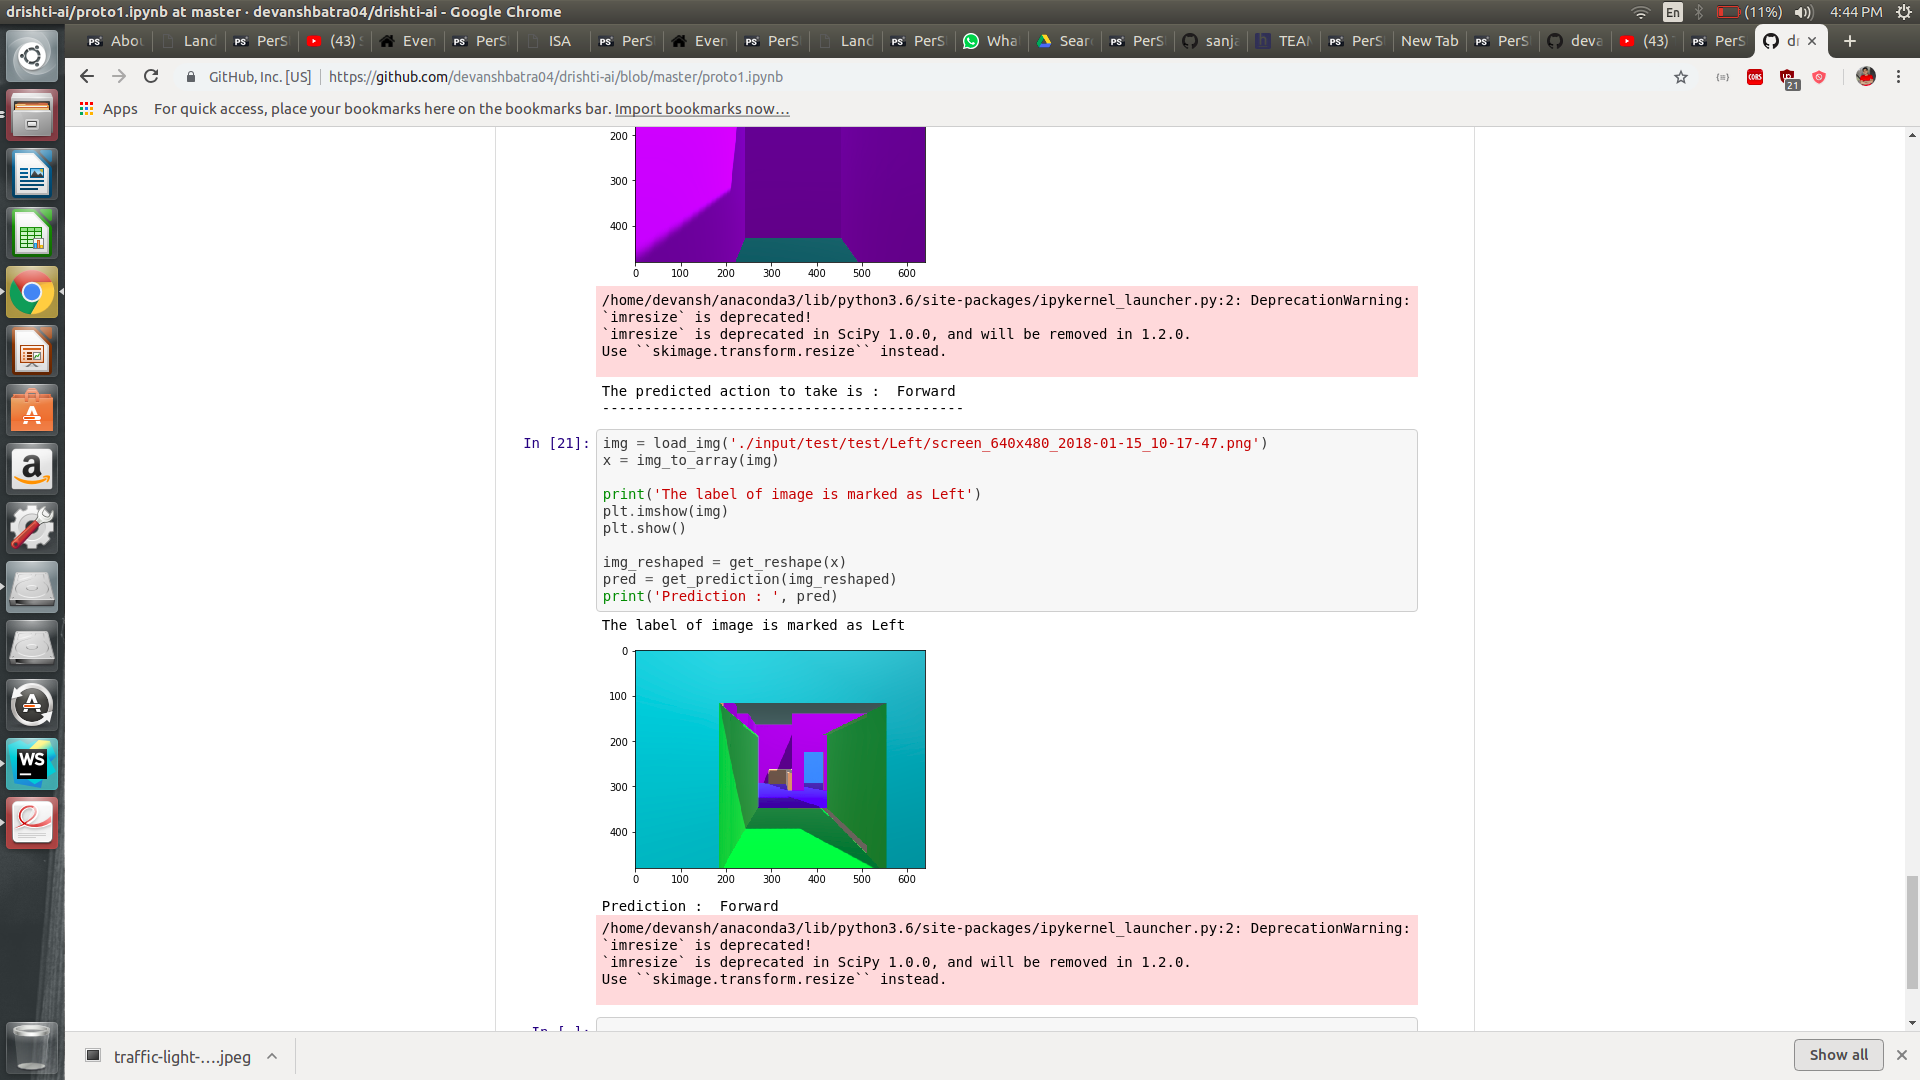 drishti-ai/proto1.ipynb at master · devanshbatra04/drishti-ai - Google Chrome
En (11%) 4:44 PM
Abou Land PerS (43) Even PerS ISA PerS Even PerS Land PerS What Sear PerS sanja TEAM PerS New Tab PerS deva (43) PerS dr
GitHub, Inc. [US] https://github.com/devanshbatra04/drishti-ai/blob/master/proto1.ipynb
21
Apps For quick access, place your bookmarks here on the bookmarks bar. Import bookmarks now…
200
300
400
0 100 200 300 400 500 600
/home/devansh/anaconda3/lib/python3.6/site-packages/ipykernel_launcher.py:2: DeprecationWarning:
`imresize` is deprecated!
`imresize` is deprecated in SciPy 1.0.0, and will be removed in 1.2.0.
Use ``skimage.transform.resize`` instead.
The predicted action to take is :  Forward
-------------------------------------------
In [21]: img = load_img('./input/test/test/Left/screen_640x480_2018-01-15_10-17-47.png')
x = img_to_array(img)
print('The label of image is marked as Left')
plt.imshow(img)
plt.show()
img_reshaped = get_reshape(x)
pred = get_prediction(img_reshaped)
print('Prediction : ', pred)
The label of image is marked as Left
0
100
200
300
400
0 100 200 300 400 500 600
Prediction :  Forward
/home/devansh/anaconda3/lib/python3.6/site-packages/ipykernel_launcher.py:2: DeprecationWarning:
`imresize` is deprecated!
`imresize` is deprecated in SciPy 1.0.0, and will be removed in 1.2.0.
Use ``skimage.transform.resize`` instead.
In [ ]:
traffic-light-....jpeg
Show all